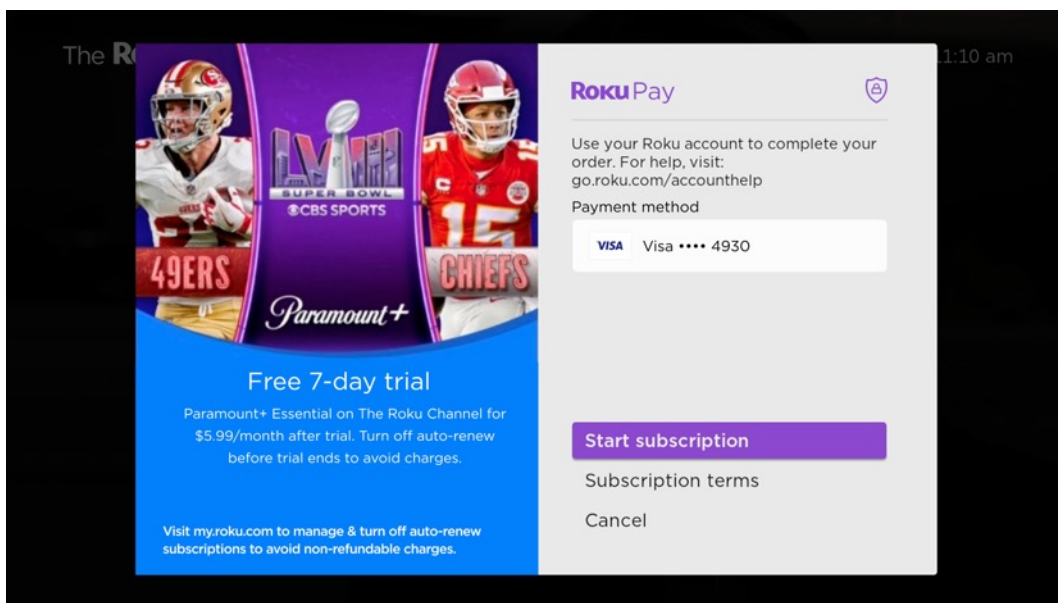 The Ro
1:10 am
LVIII
SUPER BOWL
CBS SPORTS
49ERS
CHIEFS
C
15
Paramount+
Free 7-day trial
Paramount+ Essential on The Roku Channel for
$5.99/month after trial. Turn off auto-renew
before trial ends to avoid charges.
Visit my.roku.com to manage & turn off auto-renew
subscriptions to avoid non-refundable charges.
ROKU Pay
Use your Roku account to complete your
order. For help, visit:
go.roku.com/accounthelp
Payment method
VISA Visa •••• 4930
Start subscription
Subscription terms
Cancel